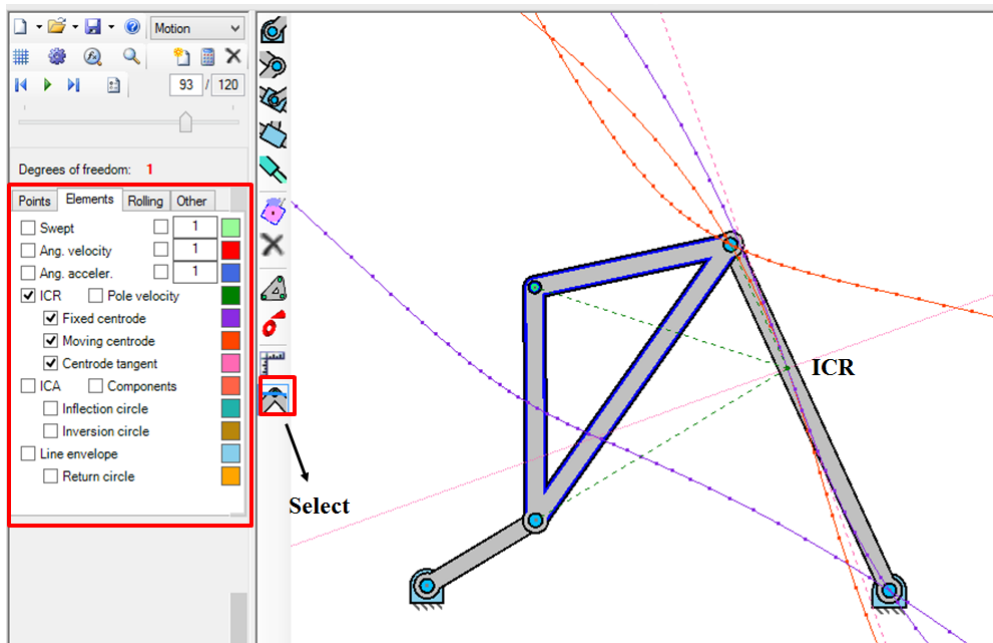 Motion
93 / 120
Degrees of freedom: 1
Points Elements Rolling Other
Swept 1
Ang. velocity 1
Ang. acceler. 1
ICR Pole velocity
Fixed centrode
Moving centrode
Centrode tangent
ICA Components
Inflection circle
Inversion circle
Line envelope
Return circle
ICR
Select